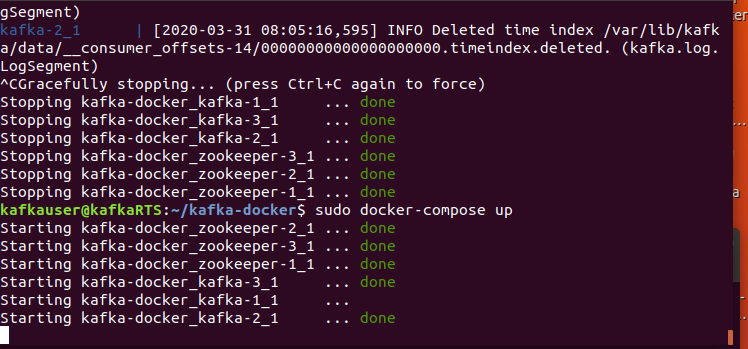 gSegment)
kafka-2_1      | [2020-03-31 08:05:16,595] INFO Deleted time index /var/lib/kafk
a/data/__consumer_offsets-14/00000000000000000000.timeindex.deleted. (kafka.log.
LogSegment)
^CGracefully stopping... (press Ctrl+C again to force)
Stopping kafka-docker_kafka-1_1     ... done
Stopping kafka-docker_kafka-3_1     ... done
Stopping kafka-docker_kafka-2_1     ... done
Stopping kafka-docker_zookeeper-3_1 ... done
Stopping kafka-docker_zookeeper-2_1 ... done
Stopping kafka-docker_zookeeper-1_1 ... done
kafkauser@kafkaRTS:~/kafka-docker$ sudo docker-compose up
Starting kafka-docker_zookeeper-2_1 ... done
Starting kafka-docker_zookeeper-3_1 ... done
Starting kafka-docker_zookeeper-1_1 ... done
Starting kafka-docker_kafka-3_1     ... done
Starting kafka-docker_kafka-1_1     ...
Starting kafka-docker_kafka-2_1     ... done